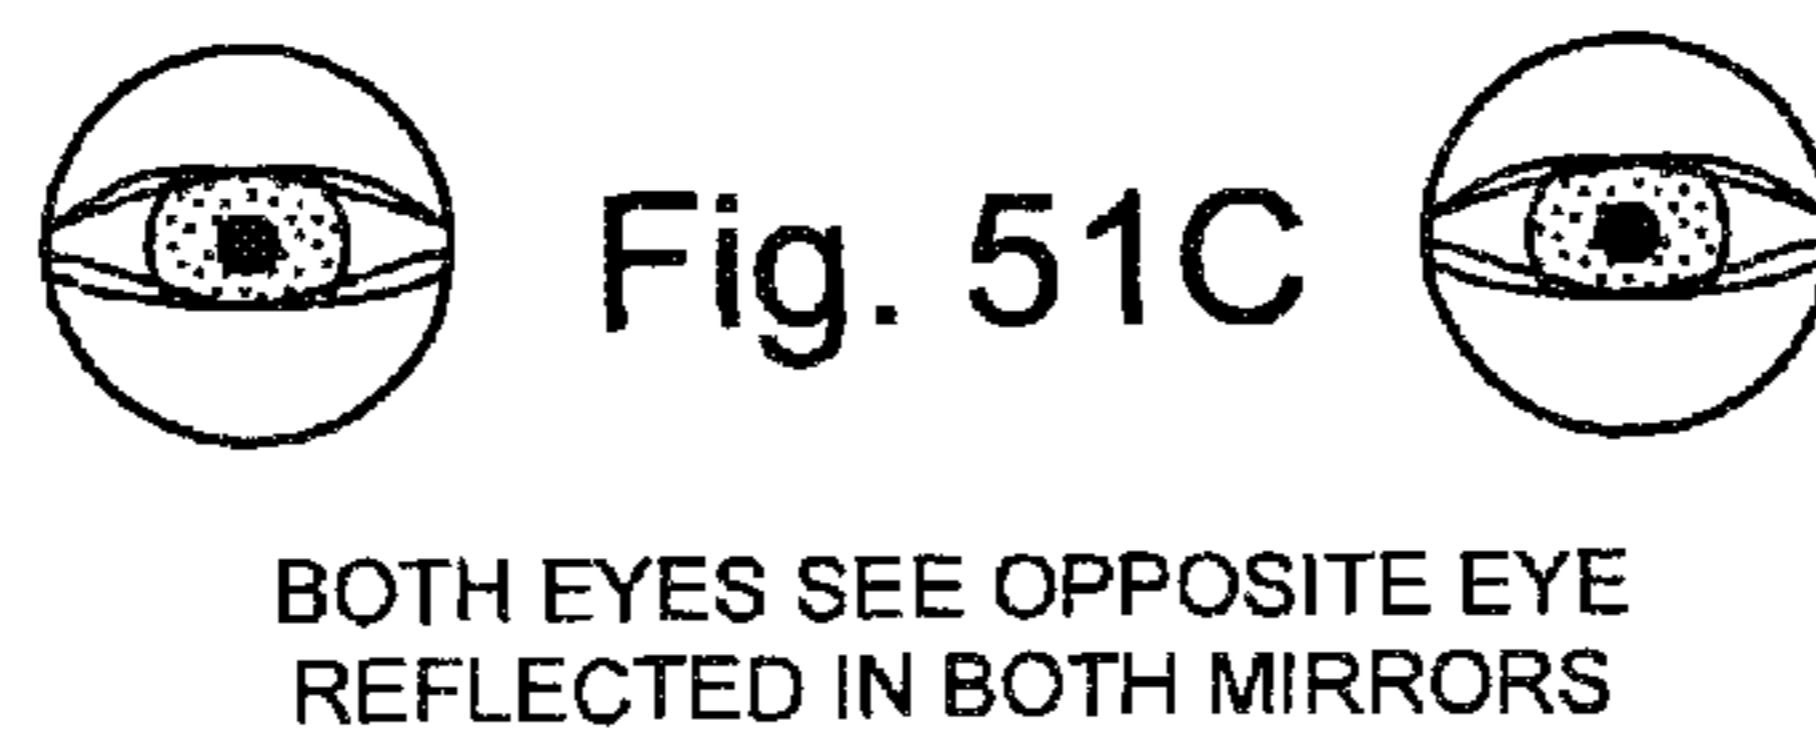 Fig. 51C
BOTH EYES SEE OPPOSITE EYE
REFLECTED IN BOTH MIRRORS